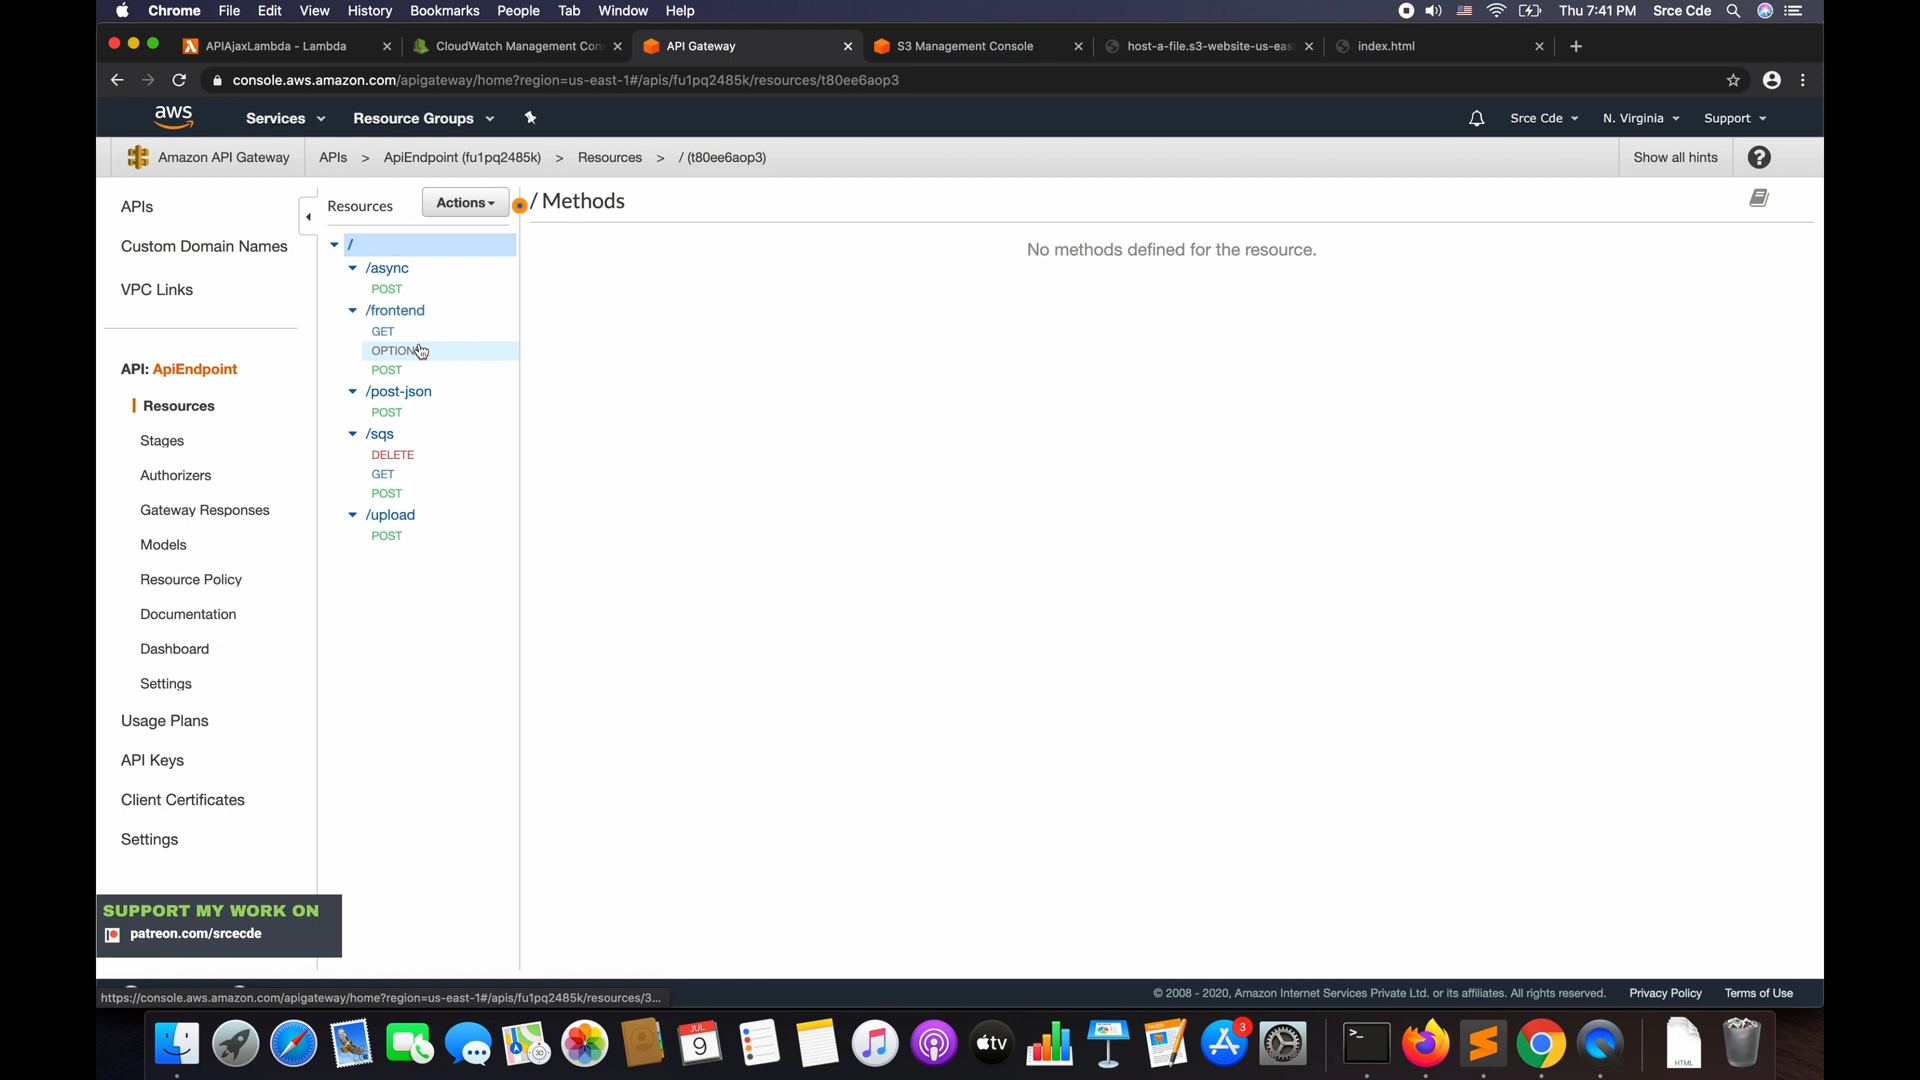 Chrome File Edit View History Bookmarks People Tab Window Help Thu 7:41 PM Srce Cde
APIAjaxLambda - Lambda CloudWatch Management Con API Gateway S3 Management Console host-a-file.s3-website-us-eas index.html
console.aws.amazon.com/apigateway/home?region=us-east-1#/apis/fu1pq2485k/resources/t80ee6aop3
aws Services Resource Groups Srce Cde N. Virginia Support
Amazon API Gateway APIs > ApiEndpoint (fu1pq2485k) > Resources > / (t80ee6aop3) Show all hints ?
APIs
Custom Domain Names
VPC Links
API: ApiEndpoint
Resources
Stages
Authorizers
Gateway Responses
Models
Resource Policy
Documentation
Dashboard
Settings
Usage Plans
API Keys
Client Certificates
Settings
Resources Actions
/
/async
POST
/frontend
GET
POST
/post-json
POST
/sqs
DELETE
GET
POST
/upload
POST
/ Methods
No methods defined for the resource.
SUPPORT MY WORK ON
patreon.com/srcecde
https://console.aws.amazon.com/apigateway/home?region=us-east-1#/apis/fu1pq2485k/resources/3...
© 2008 - 2020, Amazon Internet Services Private Ltd. or its affiliates. All rights reserved. Privacy Policy Terms of Use
JUL
9
3D
tv
PAGES
3
>_
HTML